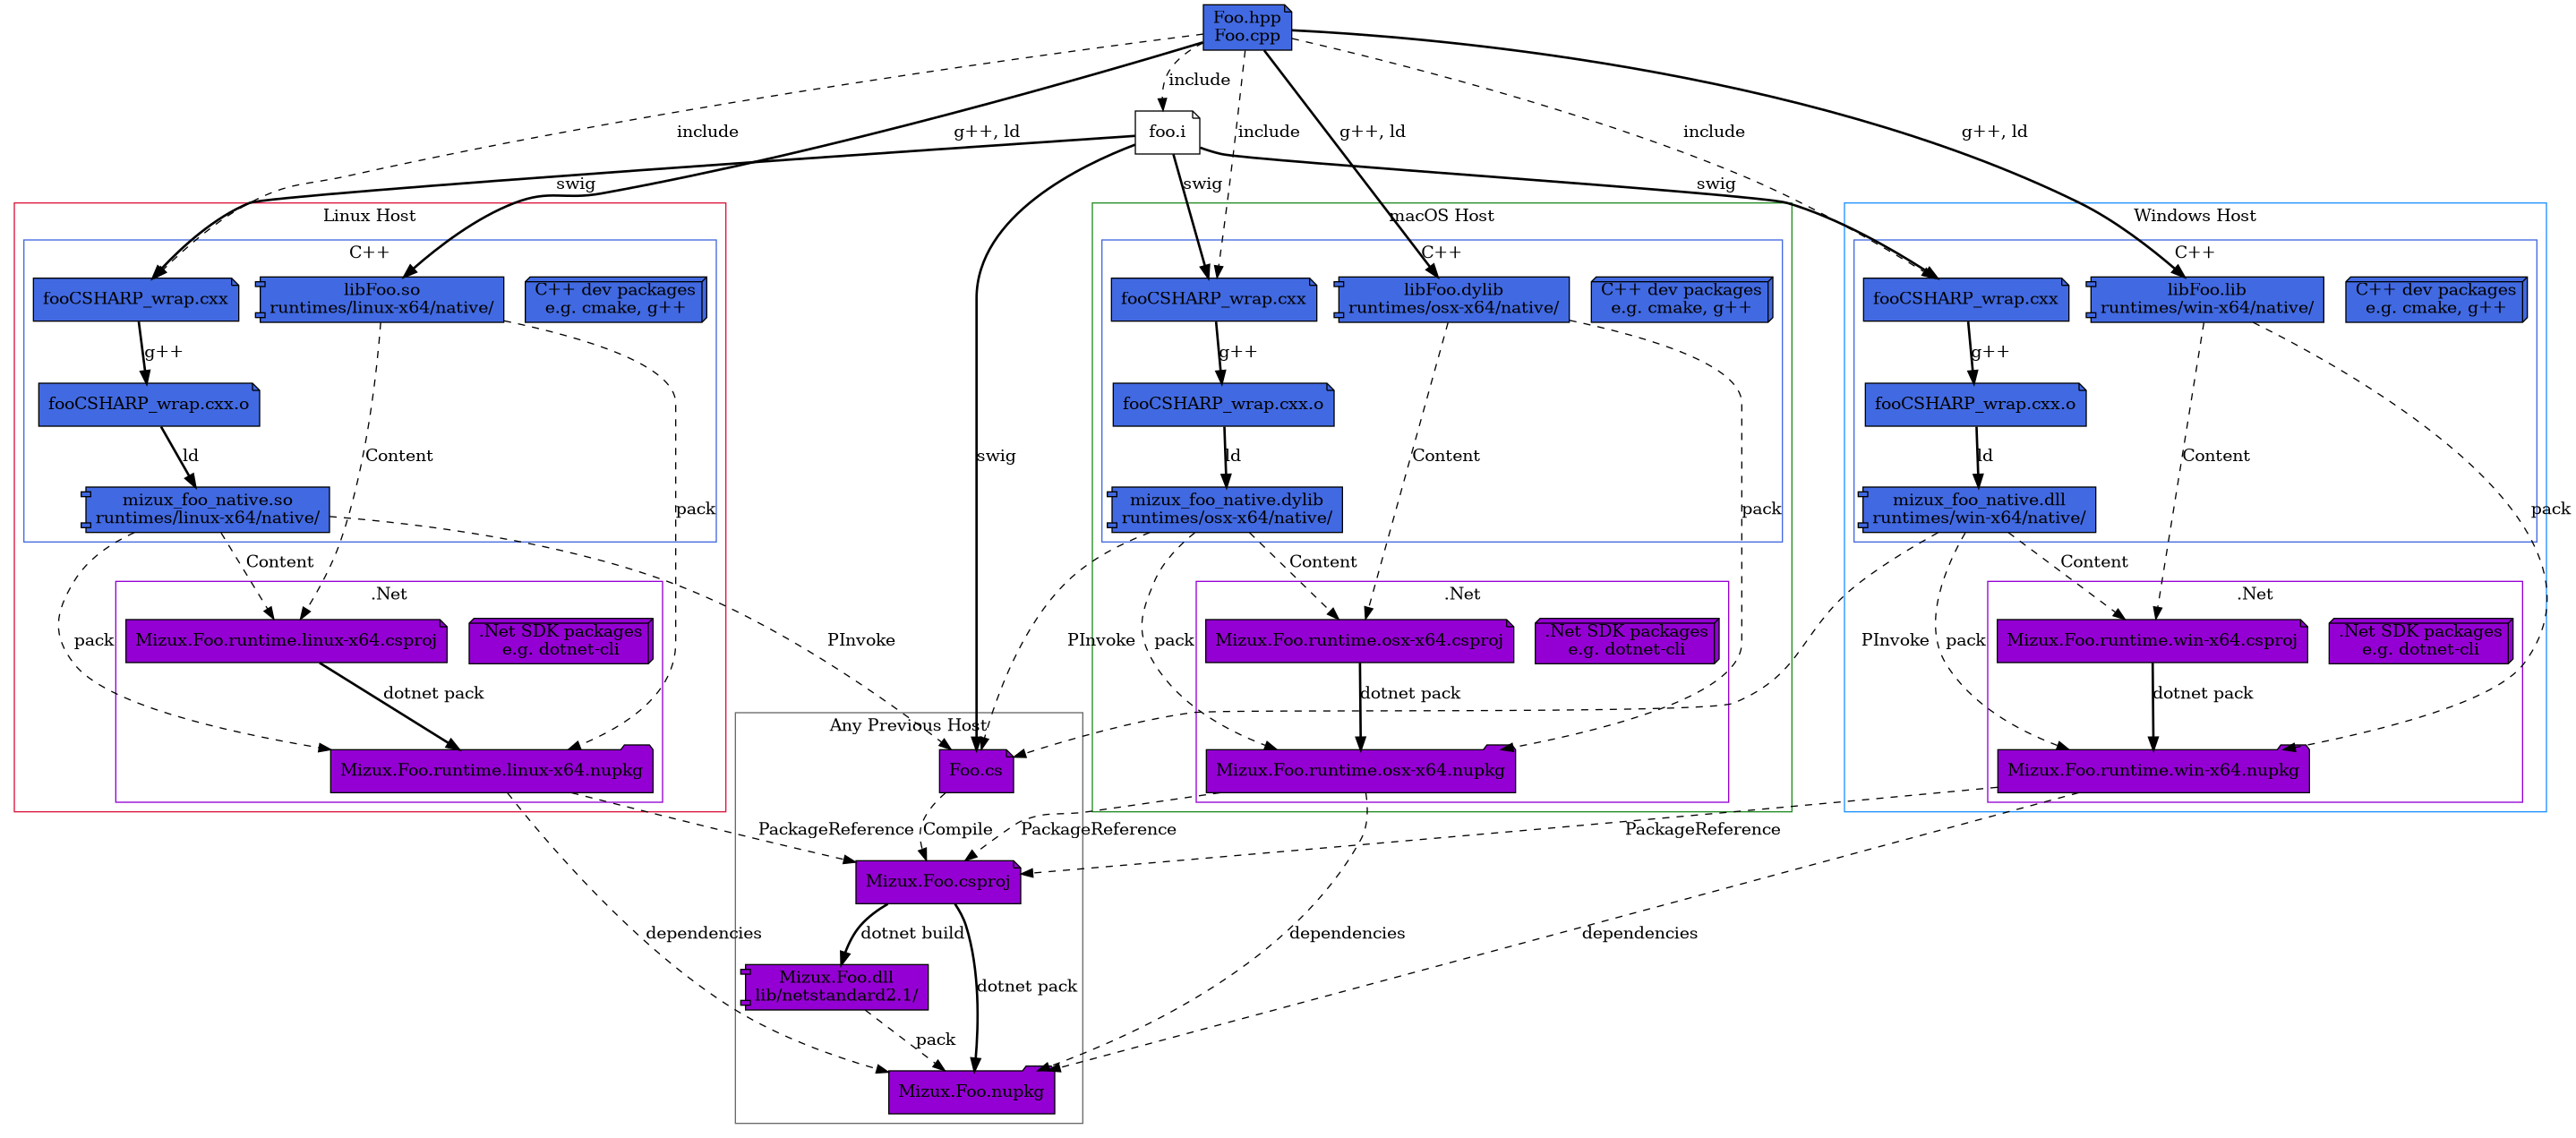 Foo.hpp
Foo.cpp
include
foo.i
include
g++, ld
include
g++, ld
include
g++, ld
swig
swig
swig
swig
Linux Host
C++
fooCSHARP_wrap.cxx
libFoo.so
runtimes/linux-x64/native/
C++ dev packages
e.g. cmake, g++
g++
fooCSHARP_wrap.cxx.o
ld
Content
mizux_foo_native.so
runtimes/linux-x64/native/
pack
Content
.Net
pack
Mizux.Foo.runtime.linux-x64.csproj
.Net SDK packages
e.g. dotnet-cli
dotnet pack
Mizux.Foo.runtime.linux-x64.nupkg
PInvoke
macOS Host
C++
fooCSHARP_wrap.cxx
libFoo.dylib
runtimes/osx-x64/native/
C++ dev packages
e.g. cmake, g++
g++
fooCSHARP_wrap.cxx.o
ld
Content
mizux_foo_native.dylib
runtimes/osx-x64/native/
pack
Content
.Net
PInvoke
pack
Mizux.Foo.runtime.osx-x64.csproj
.Net SDK packages
e.g. dotnet-cli
dotnet pack
Mizux.Foo.runtime.osx-x64.nupkg
Windows Host
C++
fooCSHARP_wrap.cxx
libFoo.lib
runtimes/win-x64/native/
C++ dev packages
e.g. cmake, g++
g++
fooCSHARP_wrap.cxx.o
ld
Content
mizux_foo_native.dll
runtimes/win-x64/native/
pack
Content
.Net
PInvoke
pack
Mizux.Foo.runtime.win-x64.csproj
.Net SDK packages
e.g. dotnet-cli
dotnet pack
Mizux.Foo.runtime.win-x64.nupkg
Any Previous Host
Foo.cs
PackageReference
Compile
PackageReference
PackageReference
Mizux.Foo.csproj
dependencies
dotnet build
dependencies
dependencies
Mizux.Foo.dll
lib/netstandard2.1/
dotnet pack
pack
Mizux.Foo.nupkg